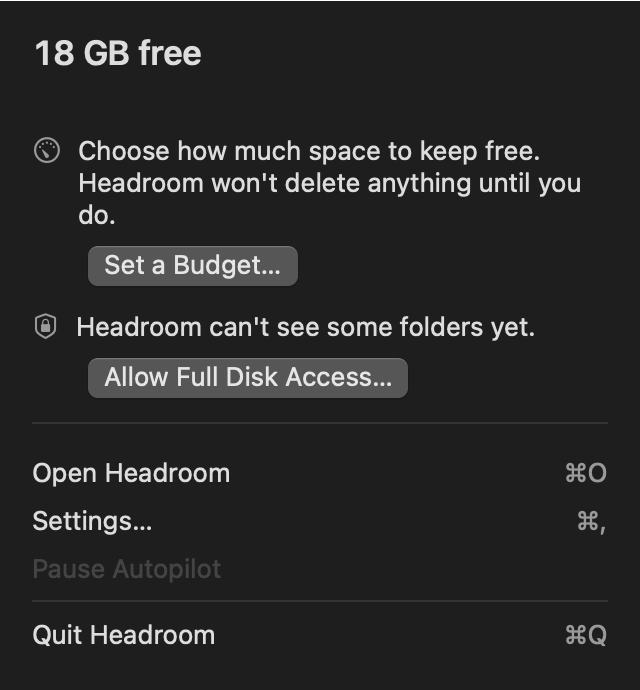 18 GB free
Choose how much space to keep free.
Headroom won't delete anything until you
do.
Set a Budget...
Headroom can't see some folders yet.
Allow Full Disk Access...
Open Headroom ⌘O
Settings... ⌘,
Pause Autopilot
Quit Headroom ⌘Q